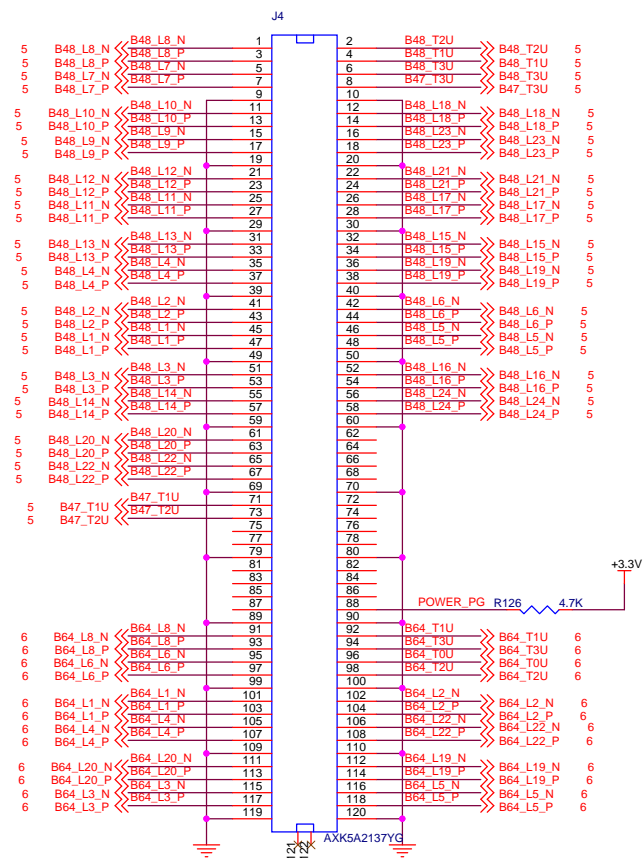 J4
5 B48_L8_N B48_L8_N 1 2 B48_T2U B48_T2U 5
5 B48_L8_P B48_L8_P 3 4 B48_T1U B48_T1U 5
5 B48_L7_N B48_L7_N 5 6 B48_T3U B48_T3U 5
5 B48_L7_P B48_L7_P 7 8 B47_T3U B47_T3U 5
9 10
5 B48_L10_N B48_L10_N 11 12 B48_L18_N B48_L18_N 5
5 B48_L10_P B48_L10_P 13 14 B48_L18_P B48_L18_P 5
5 B48_L9_N B48_L9_N 15 16 B48_L23_N B48_L23_N 5
5 B48_L9_P B48_L9_P 17 18 B48_L23_P B48_L23_P 5
19 20
5 B48_L12_N B48_L12_N 21 22 B48_L21_N B48_L21_N 5
5 B48_L12_P B48_L12_P 23 24 B48_L21_P B48_L21_P 5
5 B48_L11_N B48_L11_N 25 26 B48_L17_N B48_L17_N 5
5 B48_L11_P B48_L11_P 27 28 B48_L17_P B48_L17_P 5
29 30
5 B48_L13_N B48_L13_N 31 32 B48_L15_N B48_L15_N 5
5 B48_L13_P B48_L13_P 33 34 B48_L15_P B48_L15_P 5
5 B48_L4_N B48_L4_N 35 36 B48_L19_N B48_L19_N 5
5 B48_L4_P B48_L4_P 37 38 B48_L19_P B48_L19_P 5
39 40
5 B48_L2_N B48_L2_N 41 42 B48_L6_N B48_L6_N 5
5 B48_L2_P B48_L2_P 43 44 B48_L6_P B48_L6_P 5
5 B48_L1_N B48_L1_N 45 46 B48_L5_N B48_L5_N 5
5 B48_L1_P B48_L1_P 47 48 B48_L5_P B48_L5_P 5
49 50
5 B48_L3_N B48_L3_N 51 52 B48_L16_N B48_L16_N 5
5 B48_L3_P B48_L3_P 53 54 B48_L16_P B48_L16_P 5
5 B48_L14_N B48_L14_N 55 56 B48_L24_N B48_L24_N 5
5 B48_L14_P B48_L14_P 57 58 B48_L24_P B48_L24_P 5
59 60
5 B48_L20_N B48_L20_N 61 62
5 B48_L20_P B48_L20_P 63 64
5 B48_L22_N B48_L22_N 65 66
5 B48_L22_P B48_L22_P 67 68
69 70
5 B47_T1U B47_T1U 71 72
5 B47_T2U B47_T2U 73 74
75 76
77 78
79 80
81 82
83 84
85 86
87 88 POWER_PG R126 4.7K +3.3V
89 90
6 B64_L8_N B64_L8_N 91 92 B64_T1U B64_T1U 6
6 B64_L8_P B64_L8_P 93 94 B64_T3U B64_T3U 6
6 B64_L6_N B64_L6_N 95 96 B64_T0U B64_T0U 6
6 B64_L6_P B64_L6_P 97 98 B64_T2U B64_T2U 6
99 100
6 B64_L1_N B64_L1_N 101 102 B64_L2_N B64_L2_N 6
6 B64_L1_P B64_L1_P 103 104 B64_L2_P B64_L2_P 6
6 B64_L4_N B64_L4_N 105 106 B64_L22_N B64_L22_N 6
6 B64_L4_P B64_L4_P 107 108 B64_L22_P B64_L22_P 6
109 110
6 B64_L20_N B64_L20_N 111 112 B64_L19_N B64_L19_N 6
6 B64_L20_P B64_L20_P 113 114 B64_L19_P B64_L19_P 6
6 B64_L3_N B64_L3_N 115 116 B64_L5_N B64_L5_N 6
6 B64_L3_P B64_L3_P 117 118 B64_L5_P B64_L5_P 6
119 120
121 122 AXK5A2137YG